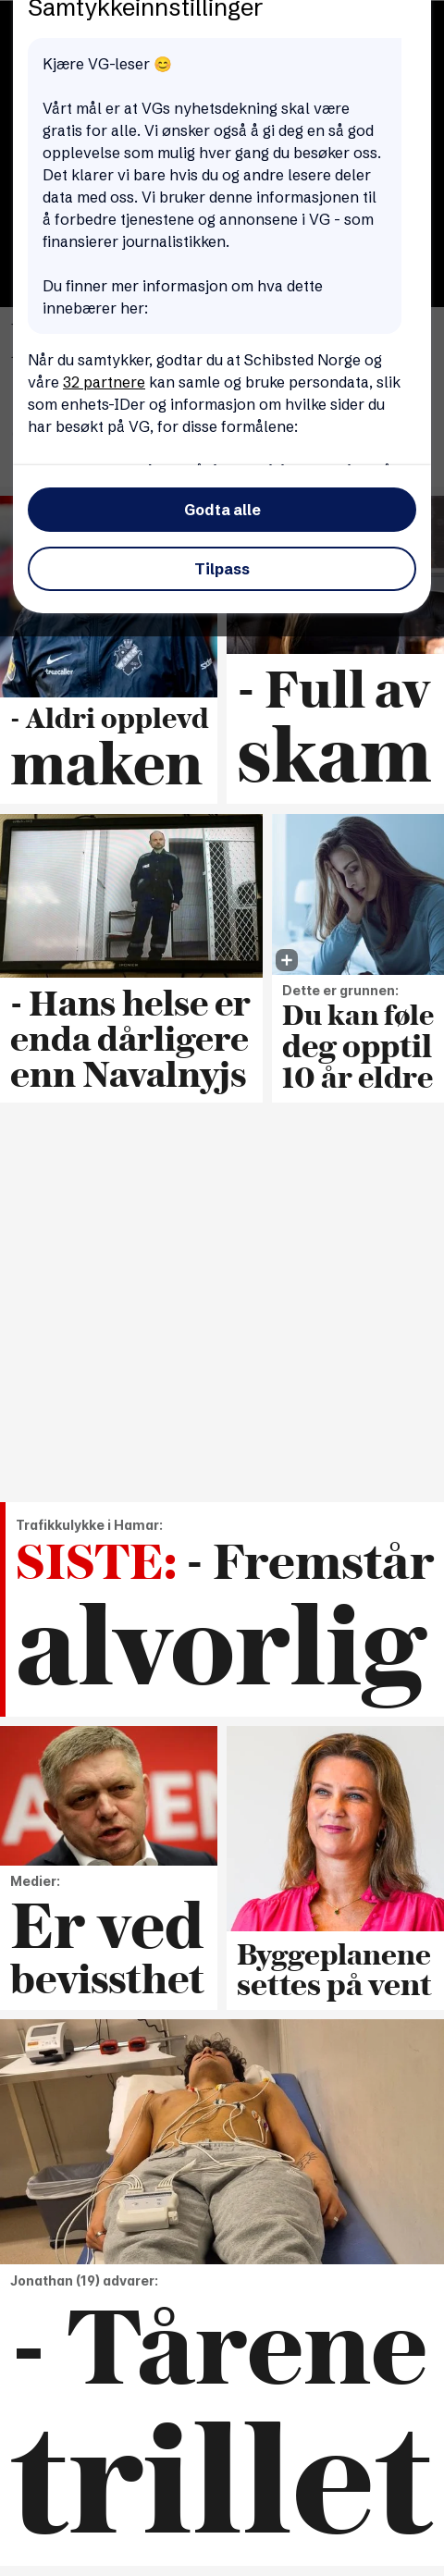 Samtykkeinnstillinger
Kjære VG-leser 😊
Vårt mål er at VGs nyhetsdekning skal være
gratis for alle. Vi ønsker også å gi deg en så god
opplevelse som mulig hver gang du besøker oss.
Det klarer vi bare hvis du og andre lesere deler
data med oss. Vi bruker denne informasjonen til
å forbedre tjenestene og annonsene i VG - som
finansierer journalistikken.
Du finner mer informasjon om hva dette
innebærer her:
Når du samtykker, godtar du at Schibsted Norge og
våre 32 partnere kan samle og bruke persondata, slik
som enhets-IDer og informasjon om hvilke sider du
har besøkt på VG, for disse formålene:
Godta alle
Tilpass
truecaller
- Aldri opplevd
maken
- Full av
skam
- Hans helse er
enda dårligere
enn Navalnyjs
Dette er grunnen:
Du kan føle
deg opptil
10 år eldre
Trafikkulykke i Hamar:
SISTE: - Fremstår
alvorlig
Medier:
Er ved
bevissthet
Byggeplanene
settes på vent
Jonathan (19) advarer:
- Tårene
trillet